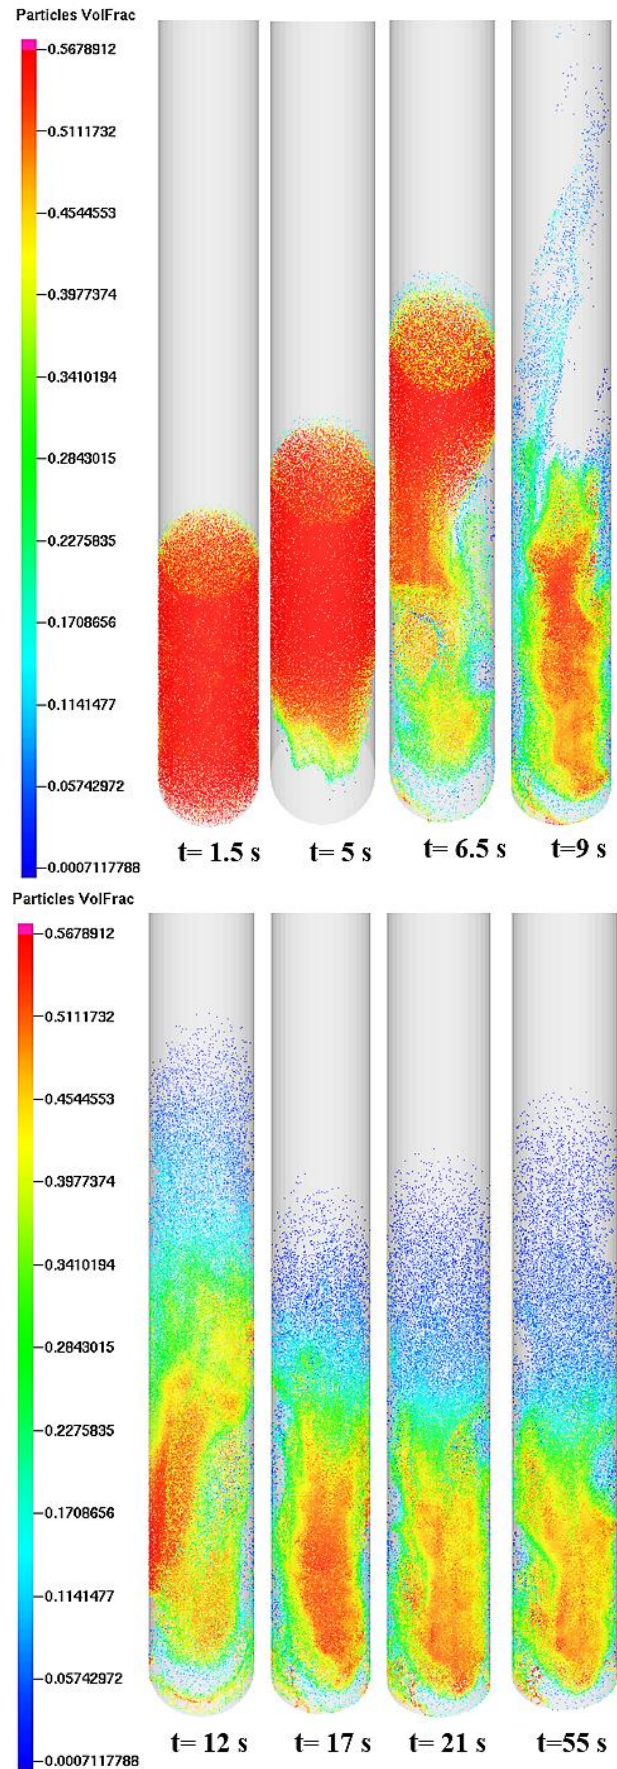 Particles VolFrac
0.5678912
0.5111732
0.4544553
0.3977374
0.3410194
0.2843015
0.2275835
0.1708656
0.1141477
0.05742972
0.0007117788
t= 1.5 s
t= 5 s
t= 6.5 s
t=9 s
Particles VolFrac
0.5678912
0.5111732
0.4544553
0.3977374
0.3410194
0.2843015
0.2275835
0.1708656
0.1141477
0.05742972
0.0007117788
t= 12 s
t= 17 s
t= 21 s
t=55 s